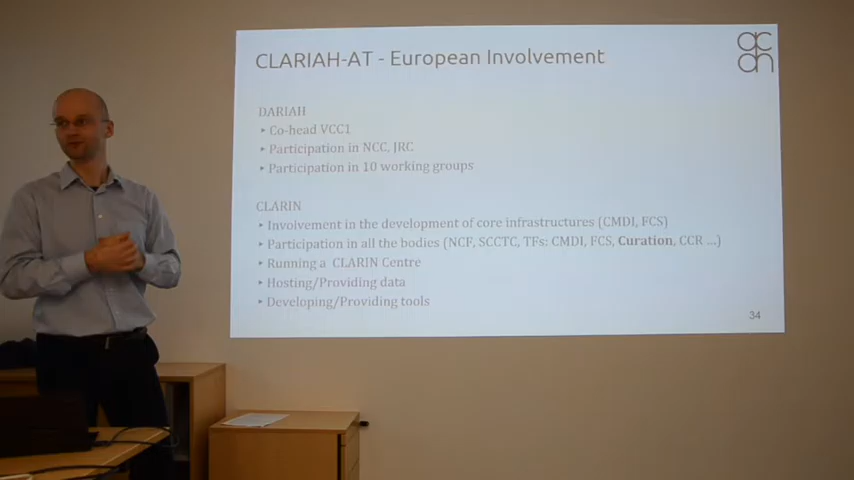 CLARIAH-AT - European Involvement
acdh
DARIAH
‣ Co-head VCC1
‣ Participation in NCC, JRC
‣ Participation in 10 working groups
CLARIN
‣ Involvement in the development of core infrastructures (CMDI, FCS)
‣ Participation in all the bodies (NCF, SCCTC, TFs: CMDI, FCS, Curation, CCR ...)
‣ Running a CLARIN Centre
‣ Hosting/Providing data
‣ Developing/Providing tools
34